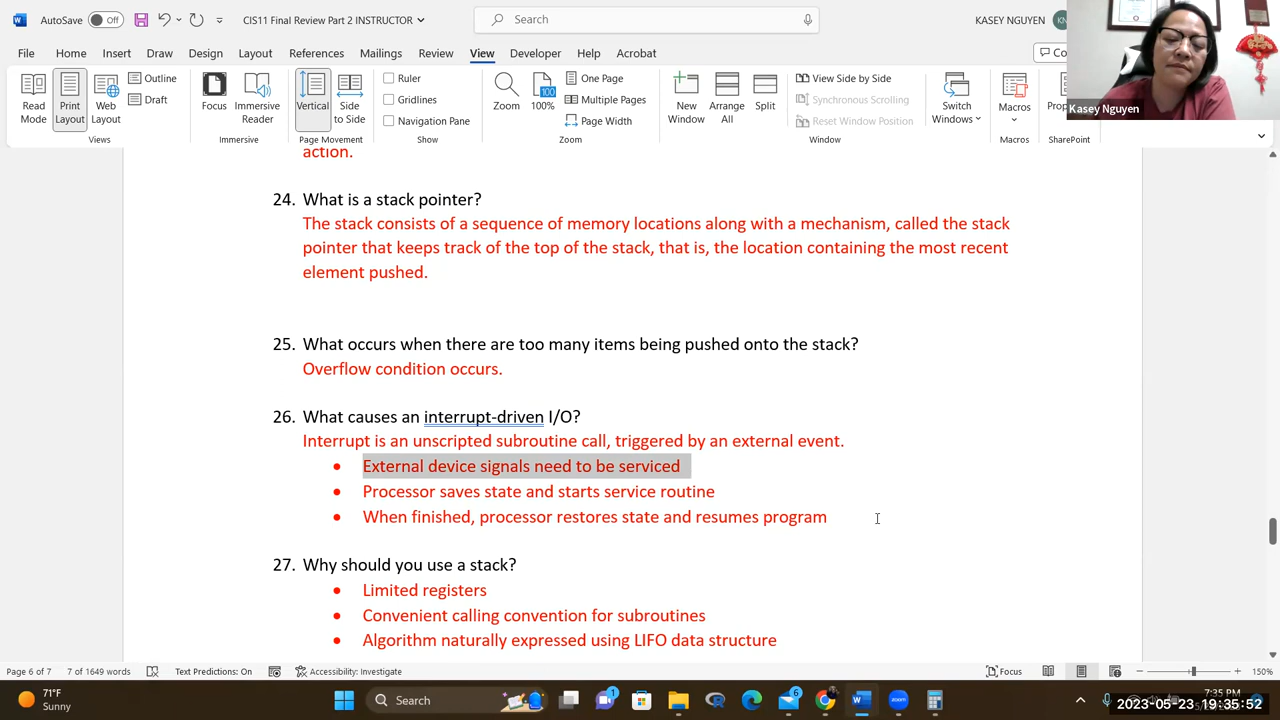 AutoSave Off CIS11 Final Review Part 2 INSTRUCTOR Search KASEY NGUYEN KN
File Home Insert Draw Design Layout References Mailings Review View Developer Help Acrobat Co
Read Mode Print Layout Web Layout Outline Draft Focus Immersive Reader Vertical Side to Side Ruler Gridlines Navigation Pane Zoom 100 100% One Page Multiple Pages Page Width New Window Arrange All Split View Side by Side Synchronous Scrolling Reset Window Position Switch Windows Macros Prop
Views Immersive Page Movement Show Zoom Window Macros SharePoint
Kasey Nguyen
action.
24. What is a stack pointer?
The stack consists of a sequence of memory locations along with a mechanism, called the stack
pointer that keeps track of the top of the stack, that is, the location containing the most recent
element pushed.
25. What occurs when there are too many items being pushed onto the stack?
Overflow condition occurs.
26. What causes an interrupt-driven I/O?
Interrupt is an unscripted subroutine call, triggered by an external event.
• External device signals need to be serviced
• Processor saves state and starts service routine
• When finished, processor restores state and resumes program
27. Why should you use a stack?
• Limited registers
• Convenient calling convention for subroutines
• Algorithm naturally expressed using LIFO data structure
Page 6 of 7 7 of 1649 words Text Predictions: On Accessibility: Investigate Focus 150%
71°F
Sunny
Search
1
6
zoom
7:35 PM
2023-05-23 19:35:52